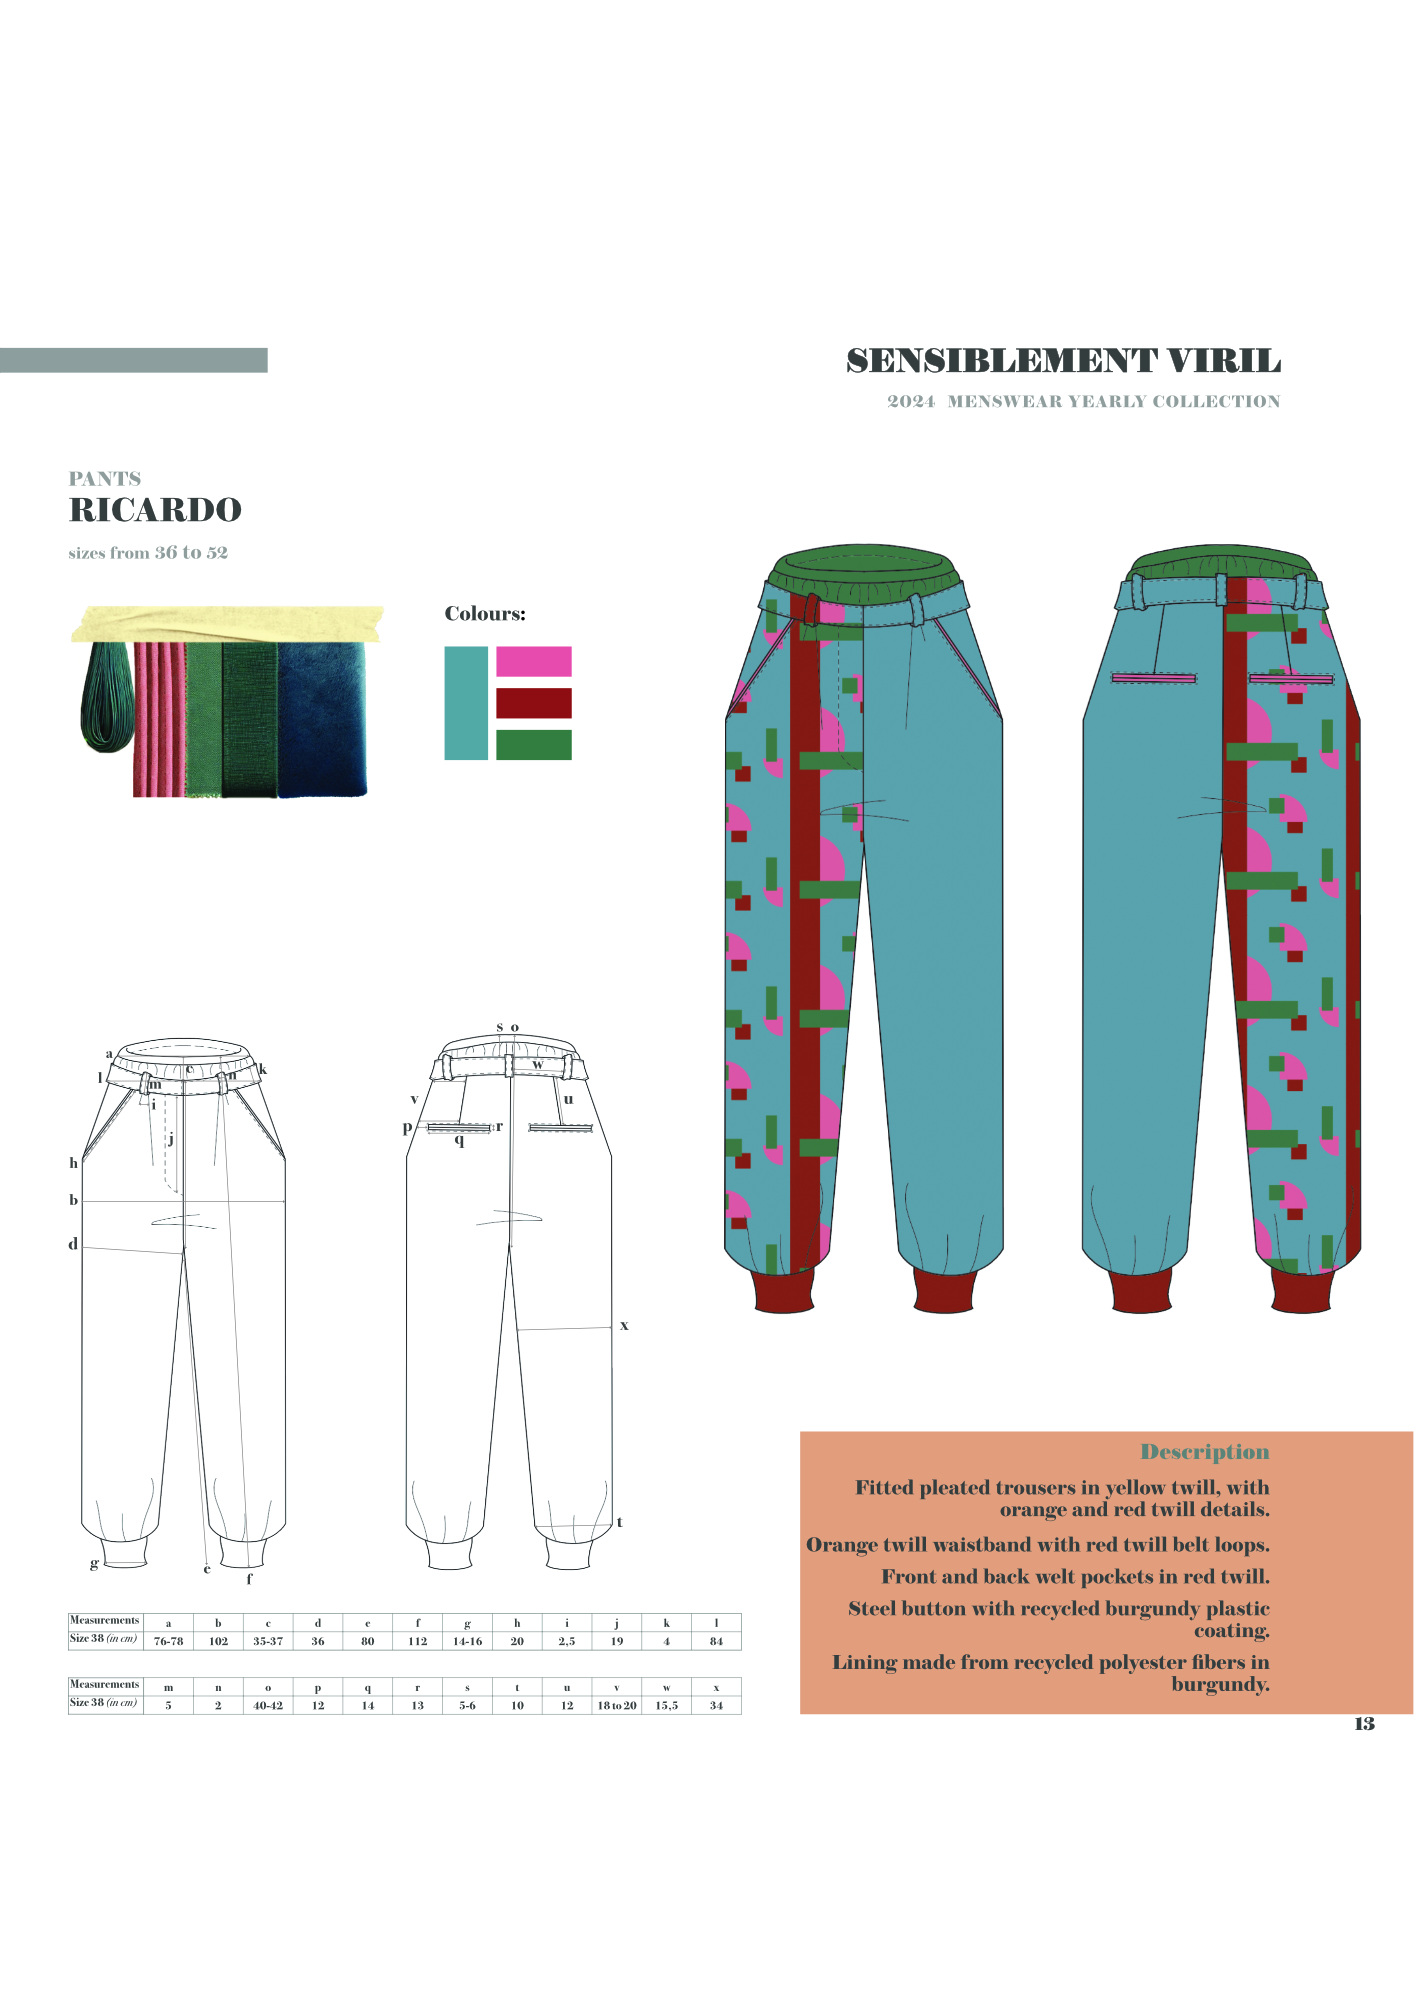 SENSIBLEMENT VIRIL
2024 MENSWEAR YEARLY COLLECTION
PANTS
RICARDO
sizes from 36 to 52
Colours:
s o
a
c
k
l
m
n
w
i
v
u
j
p
r
q
h
b
d
x
t
g
e
f
Measurements a b c d e f g h i j k l
Size 38 (in cm) 76-78 102 35-37 36 80 112 14-16 20 2,5 19 4 84
Measurements m n o p q r s t u v w x
Size 38 (in cm) 5 2 40-42 12 14 13 5-6 10 12 18 to 20 15,5 34
Description
Fitted pleated trousers in yellow twill, with
orange and red twill details.
Orange twill waistband with red twill belt loops.
Front and back welt pockets in red twill.
Steel button with recycled burgundy plastic
coating.
Lining made from recycled polyester fibers in
burgundy.
13